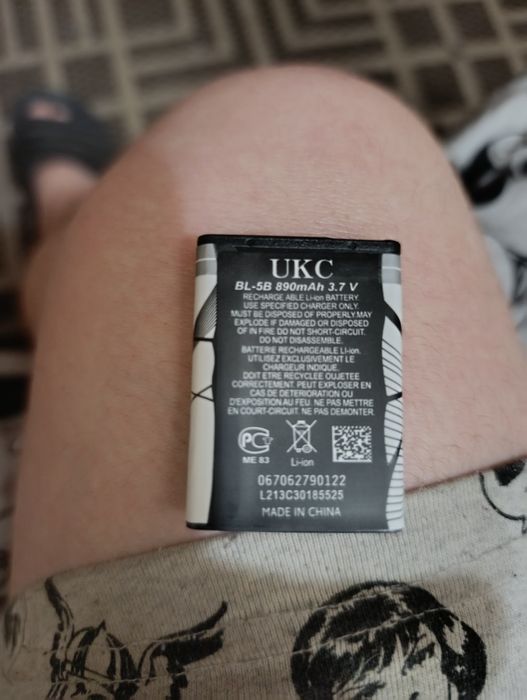 UKC
BL-5B 890mAh 3.7 V
RECHARGE ABLE Li-ion BATTERY.
USE SPECIFIED CHARGER ONLY.
MUST BE DISPOSED OF PROPERLY.MAY
EXPLODE IF DAMAGED OR DISPOSED
OF IN FIRE DO NOT SHORT-CIRCUIT.
DO NOT DISASSEMBLE.
BATTERIE RECHARGEABLE Ll-ion.
UTILISEZ EXCLUSIVEMENT LE
CHARGEUR INDIQUE.
DOIT ETRE RECYCLEE OUJETEE
CORRECTEMENT. PEUT EXPLOSER EN
CAS DE DETERIORATION OU
D'EXPOSITION AU FEU. NE PAS METTRE
EN COURT-CIRCUIT. NE PAS DEMONTER.
PCT
ME 83
Li-ion
067062790122
L213C30185525
MADE IN CHINA